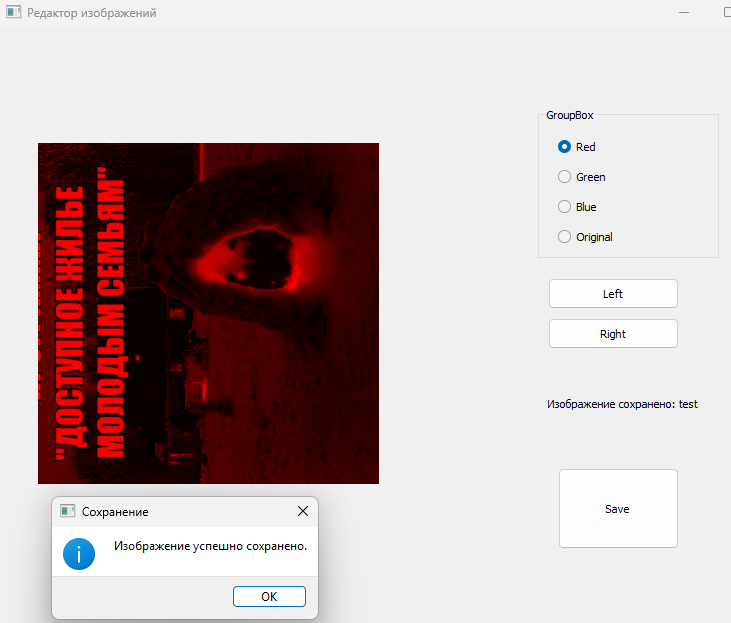 Редактор изображений
GroupBox
Red
Green
Blue
Original
Left
Right
Изображение сохранено: test
Save
"ДОСТУПНОЕ ЖИЛЬЕ
МОЛОДЫМ СЕМЬЯМ"
Сохранение
Изображение успешно сохранено.
OK